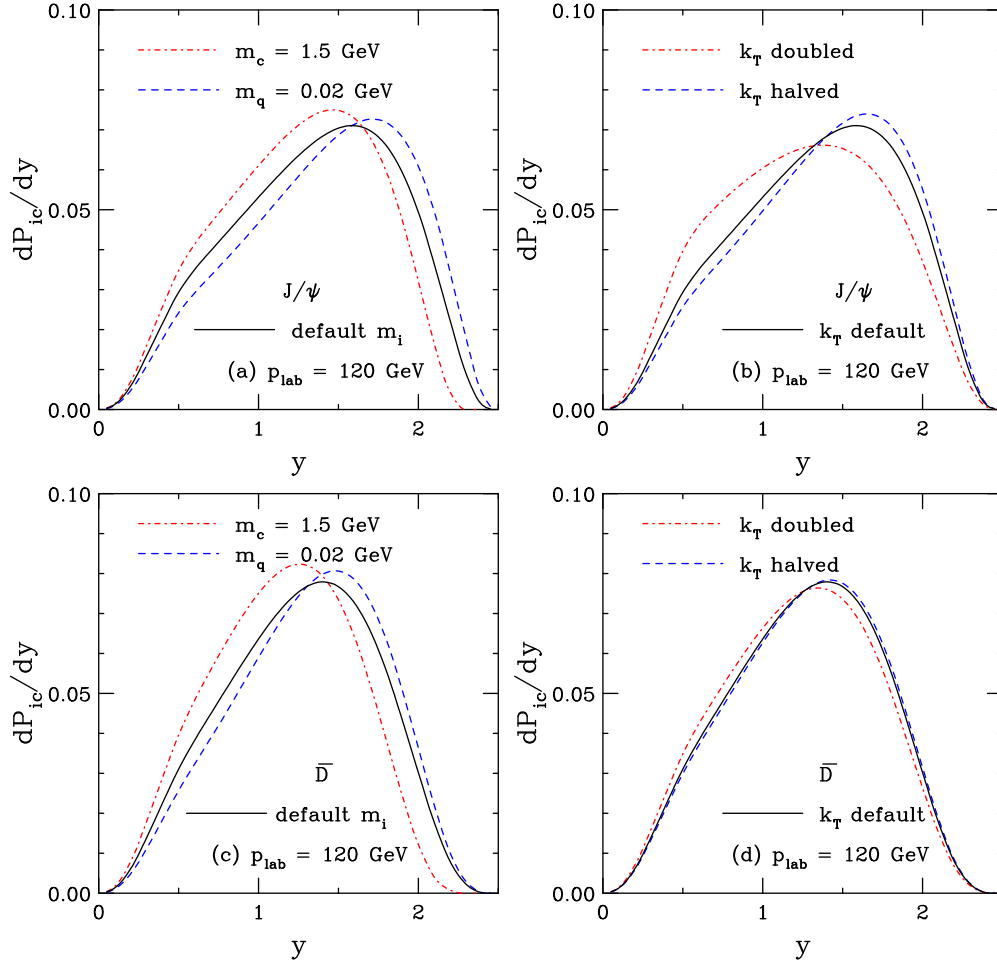 0.10
m_c = 1.5 GeV
m_q = 0.02 GeV
dP_ic/dy
0.05
J/ψ
default m_i
(a) p_lab = 120 GeV
0.00
0
1
2
y
0.10
k_T doubled
k_T halved
dP_ic/dy
0.05
J/ψ
k_T default
(b) p_lab = 120 GeV
0.00
0
1
2
y
0.10
m_c = 1.5 GeV
m_q = 0.02 GeV
dP_ic/dy
0.05
D̅
default m_i
(c) p_lab = 120 GeV
0.00
0
1
2
y
0.10
k_T doubled
k_T halved
dP_ic/dy
0.05
D̅
k_T default
(d) p_lab = 120 GeV
0.00
0
1
2
y